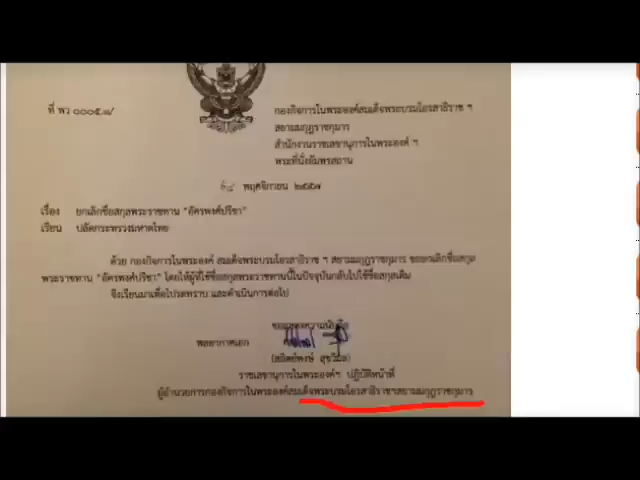 ที่ พว ๐๐๐๕.๑/
กองกิจการในพระองค์สมเด็จพระบรมโอรสาธิราช ฯ
สยามมกุฎราชกุมาร
สำนักงานราชเลขานุการในพระองค์ ฯ
พระที่นั่งอัมพรสถาน
พฤศจิกายน ๒๕๕๗
เรื่อง ยกเลิกชื่อสกุลพระราชทาน “อัครพงศ์ปรีชา”
เรียน ปลัดกระทรวงมหาดไทย
ด้วย กองกิจการในพระองค์ สมเด็จพระบรมโอรสาธิราช ฯ สยามมกุฎราชกุมาร ขอยกเลิกชื่อสกุล
พระราชทาน “อัครพงศ์ปรีชา” โดยให้ผู้ที่ใช้ชื่อสกุลพระราชทานนี้ในปัจจุบันกลับไปใช้ชื่อสกุลเดิม
จึงเรียนมาเพื่อโปรดทราบ และดำเนินการต่อไป
ขอแสดงความนับถือ
พลอากาศเอก
(สถิตย์พงษ์ สุขวิมล)
ราชเลขานุการในพระองค์ฯ ปฏิบัติหน้าที่
ผู้อำนวยการกองกิจการในพระองค์สมเด็จพระบรมโอรสาธิราชฯสยามมกุฎราชกุมาร